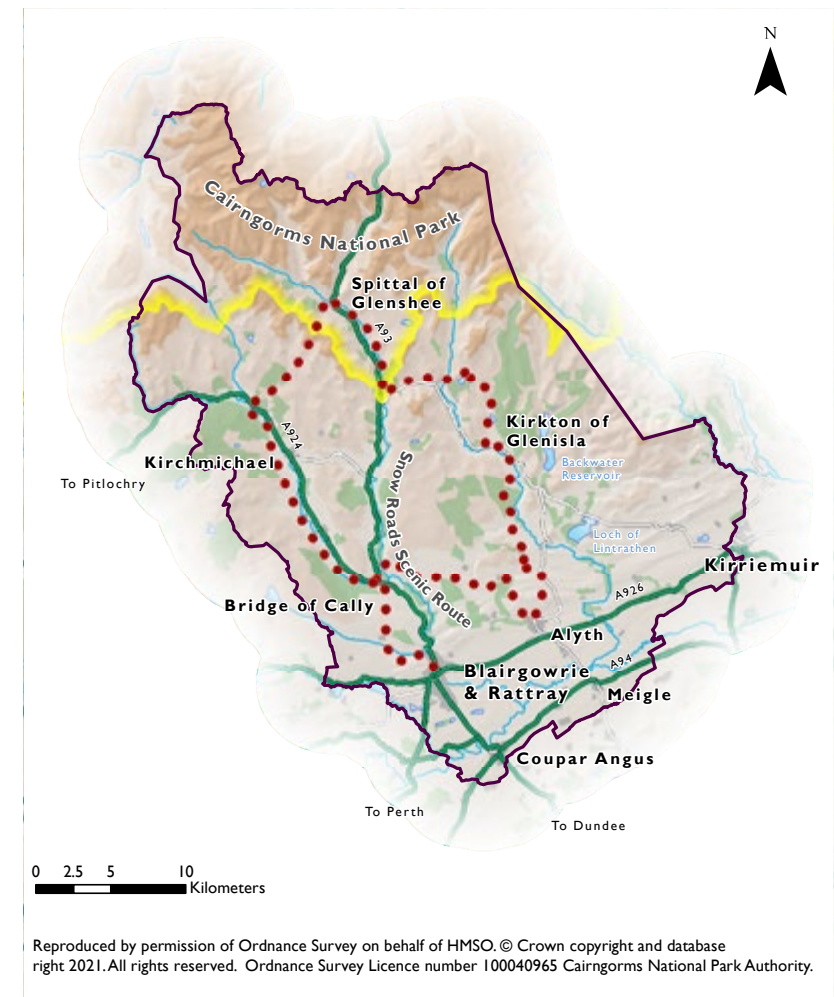 N
Cairngorms National Park
Spittal of
Glenshee
A93
Kirkton of
Glenisla
A924
Kirchmichael
Backwater
Reservoir
To Pitlochry
Snow Roads Scenic Route
Loch of
Lintrathen
Kirriemuir
A926
Bridge of Cally
Alyth
A94
Blairgowrie
& Rattray
Meigle
Coupar Angus
To Perth
To Dundee
0 2.5 5 10
Kilometers
Reproduced by permission of Ordnance Survey on behalf of HMSO. © Crown copyright and database
right 2021. All rights reserved. Ordnance Survey Licence number 100040965 Cairngorms National Park Authority.